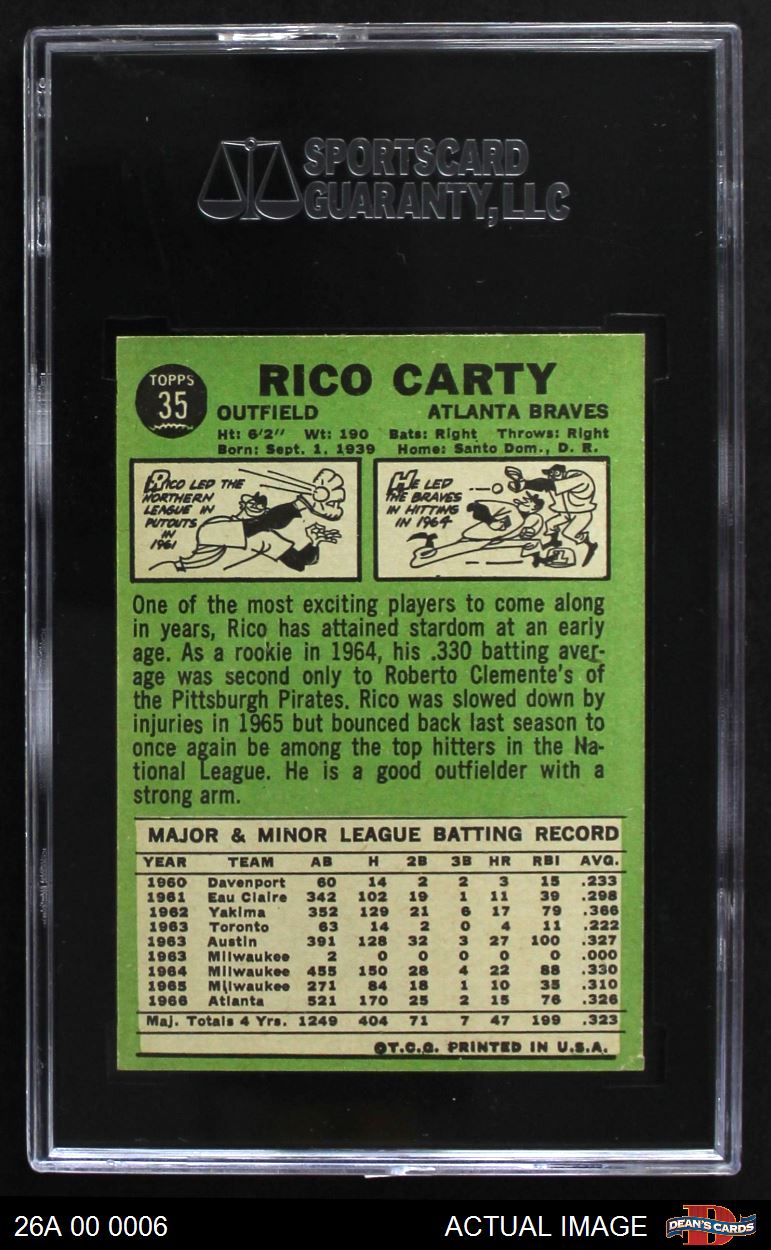 SPORTSCARD
GUARANTY, LLC
TOPPS
35
RICO CARTY
OUTFIELD ATLANTA BRAVES
Ht: 6'2" Wt: 190 Bats: Right Throws: Right
Born: Sept. 1, 1939 Home: Santo Dom., D. R.
RICO LED THE
NORTHERN
LEAGUE IN
PUTOUTS
IN
1961
HE LED
THE BRAVES
IN HITTING
IN 1964
One of the most exciting players to come along
in years, Rico has attained stardom at an early
age. As a rookie in 1964, his .330 batting aver-
age was second only to Roberto Clemente's of
the Pittsburgh Pirates. Rico was slowed down by
injuries in 1965 but bounced back last season to
once again be among the top hitters in the Na-
tional League. He is a good outfielder with a
strong arm.
MAJOR & MINOR LEAGUE BATTING RECORD
YEAR TEAM AB H 2B 3B HR RBI AVG.
1960 Davenport 60 14 2 2 3 15 .233
1961 Eau Claire 342 102 19 1 11 39 .298
1962 Yakima 352 129 21 6 17 79 .366
1963 Toronto 63 14 2 0 4 11 .222
1963 Austin 391 128 32 3 27 100 .327
1963 Milwaukee 2 0 0 0 0 0 .000
1964 Milwaukee 455 150 28 4 22 88 .330
1965 Milwaukee 271 84 18 1 10 35 .310
1966 Atlanta 521 170 25 2 15 76 .326
Maj. Totals 4 Yrs. 1249 404 71 7 47 199 .323
©T.C.G. PRINTED IN U.S.A.
26A 00 0006 ACTUAL IMAGE DEAN'S CARDS